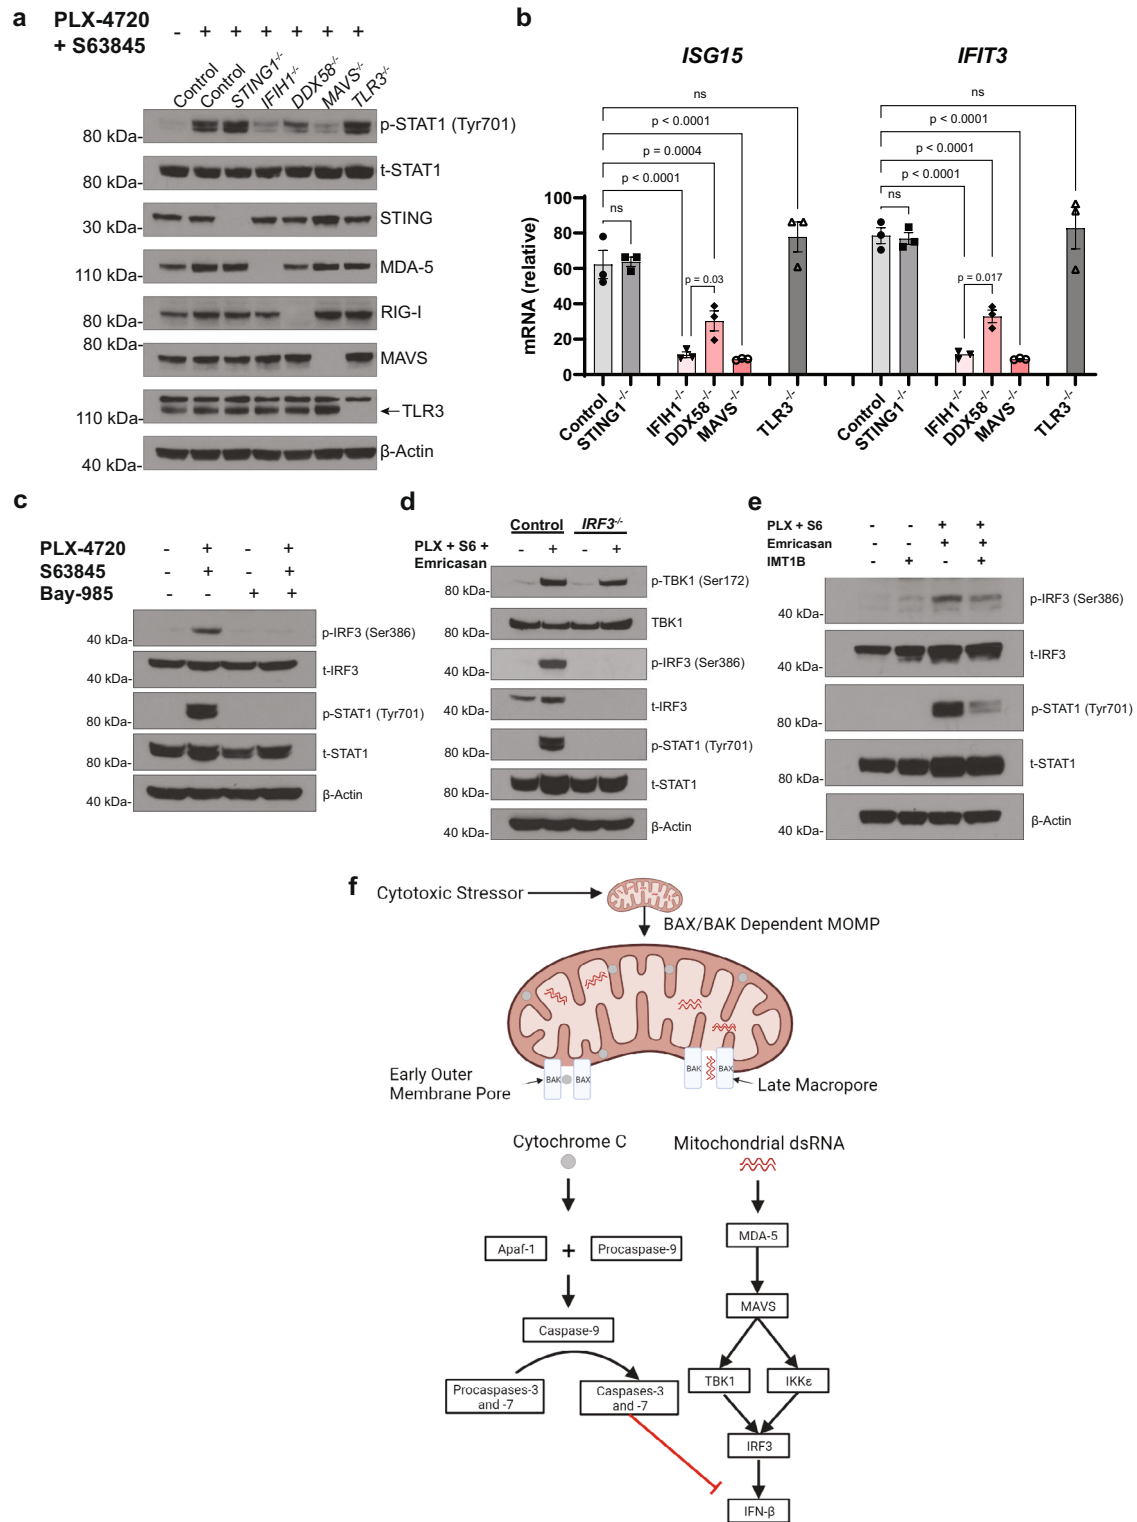 a
PLX-4720
+ S63845
- + + + + + +
Control Control STING1-/- IFIH1-/- DDX58-/- MAVS-/- TLR3-/-
80 kDa- p-STAT1 (Tyr701)
80 kDa- t-STAT1
30 kDa- STING
110 kDa- MDA-5
80 kDa- RIG-I
80 kDa- MAVS
110 kDa- ←TLR3
40 kDa- β-Actin
b
ISG15 IFIT3
ns ns
p < 0.0001 p < 0.0001
p = 0.0004 p < 0.0001
p < 0.0001 p < 0.0001
ns ns
p = 0.03 p = 0.017
mRNA (relative)
100
80
60
40
20
0
Control STING1-/- IFIH1-/- DDX58-/- MAVS-/- TLR3-/- Control STING1-/- IFIH1-/- DDX58-/- MAVS-/- TLR3-/-
c
PLX-4720 - + - +
S63845 - + - +
Bay-985 - - + +
40 kDa- p-IRF3 (Ser386)
40 kDa- t-IRF3
80 kDa- p-STAT1 (Tyr701)
80 kDa- t-STAT1
40 kDa- β-Actin
d
Control IRF3-/-
PLX + S6 +
Emricasan - + - +
80 kDa- p-TBK1 (Ser172)
80 kDa- TBK1
p-IRF3 (Ser386)
40 kDa- t-IRF3
80 kDa- p-STAT1 (Tyr701)
80 kDa- t-STAT1
40 kDa- β-Actin
e
PLX + S6 - - + +
Emricasan - - + +
IMT1B - + - +
40 kDa- p-IRF3 (Ser386)
40 kDa- t-IRF3
80 kDa- p-STAT1 (Tyr701)
80 kDa- t-STAT1
40 kDa- β-Actin
f
Cytotoxic Stressor
BAX/BAK Dependent MOMP
BAK BAX
BAK BAX
Early Outer
Membrane Pore
Late Macropore
Cytochrome C
Mitochondrial dsRNA
MDA-5
Apaf-1 + Procaspase-9
MAVS
Caspase-9
TBK1 IKKε
Procaspases-3
and -7
Caspases-3
and -7
IRF3
IFN-β